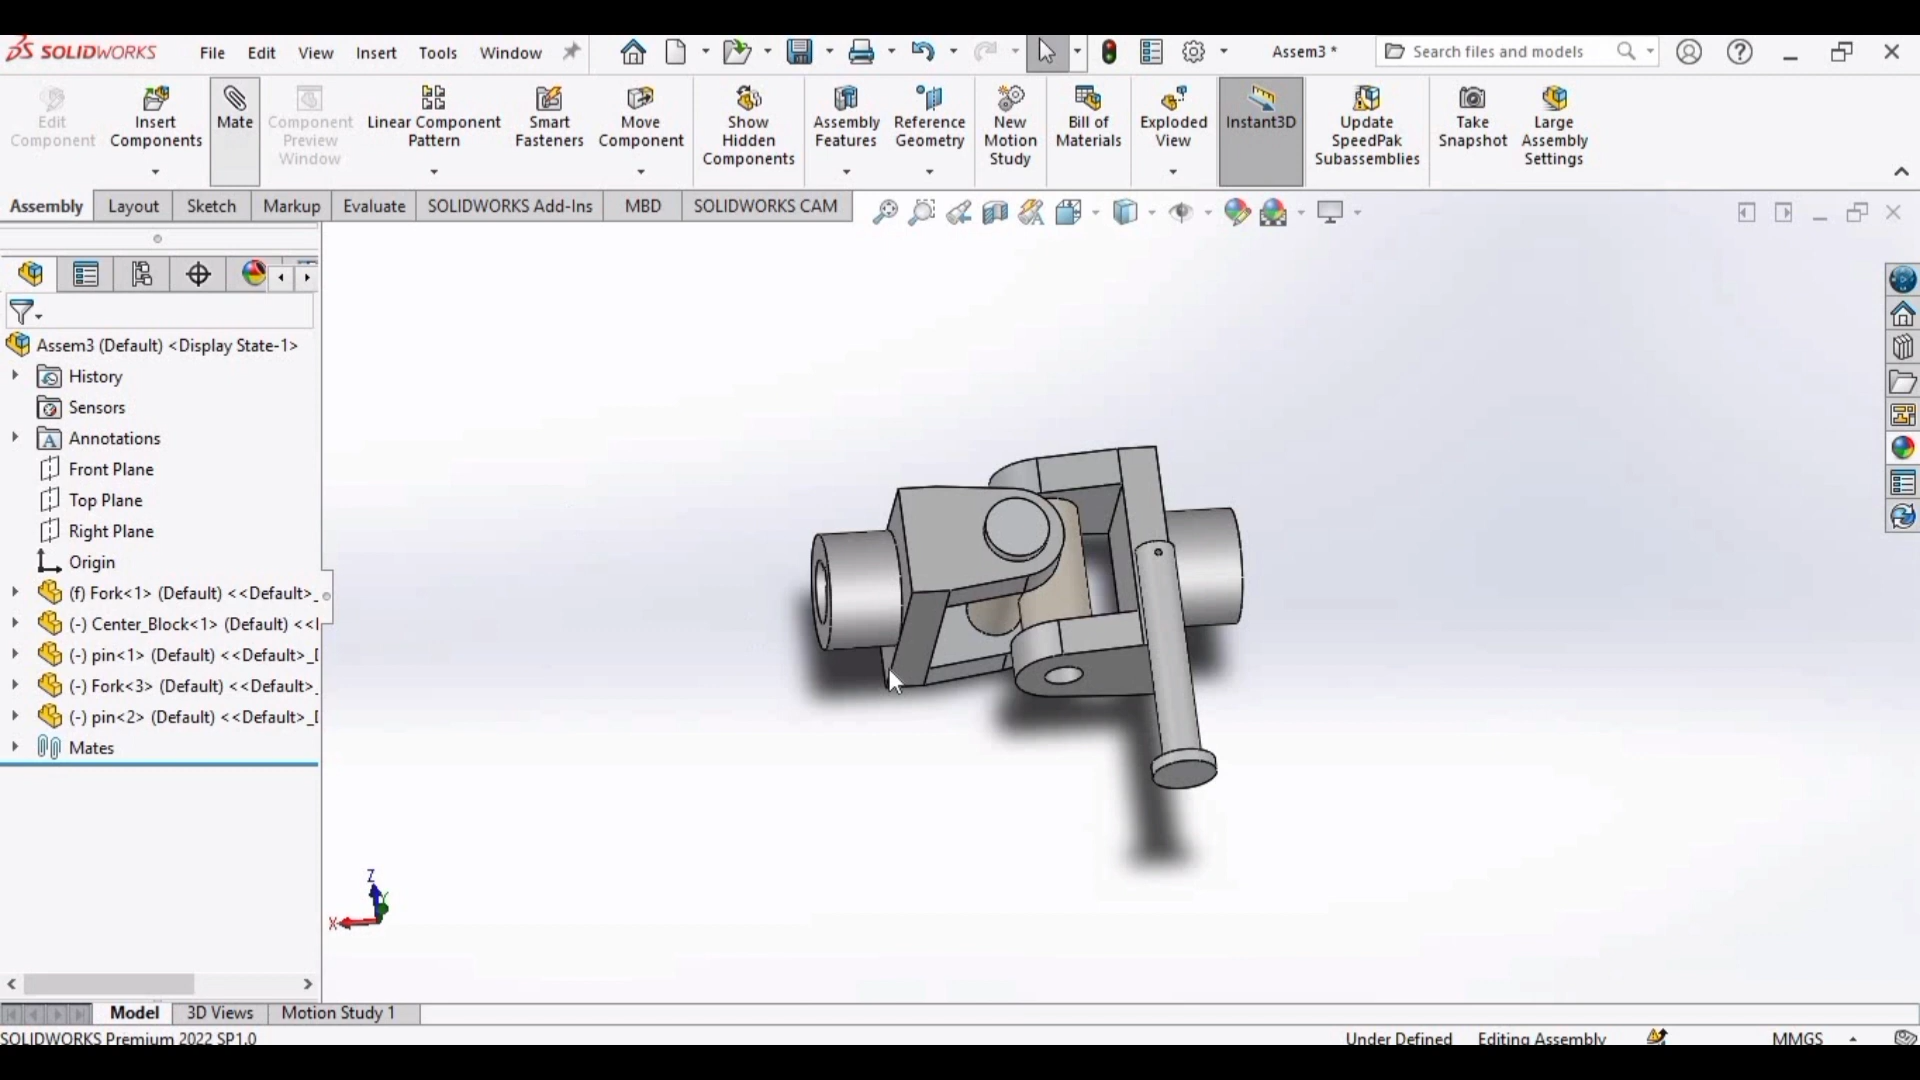 SOLIDWORKS File Edit View Insert Tools Window Assem3 * Search files and models
Edit Component
Insert Components
Mate
Component Preview Window
Linear Component Pattern
Smart Fasteners
Move Component
Show Hidden Components
Assembly Features
Reference Geometry
New Motion Study
Bill of Materials
Exploded View
Instant3D
Update SpeedPak Subassemblies
Take Snapshot
Large Assembly Settings
Assembly Layout Sketch Markup Evaluate SOLIDWORKS Add-Ins MBD SOLIDWORKS CAM
Assem3 (Default) <Display State-1>
History
Sensors
Annotations
Front Plane
Top Plane
Right Plane
Origin
(f) Fork<1> (Default) <<Default>_
(-) Center_Block<1> (Default) <<
(-) pin<1> (Default) <<Default>_
(-) Fork<3> (Default) <<Default>_
(-) pin<2> (Default) <<Default>_
Mates
Z
Y
X
Model 3D Views Motion Study 1
SOLIDWORKS Premium 2022 SP1.0 Under Defined Editing Assembly MMGS